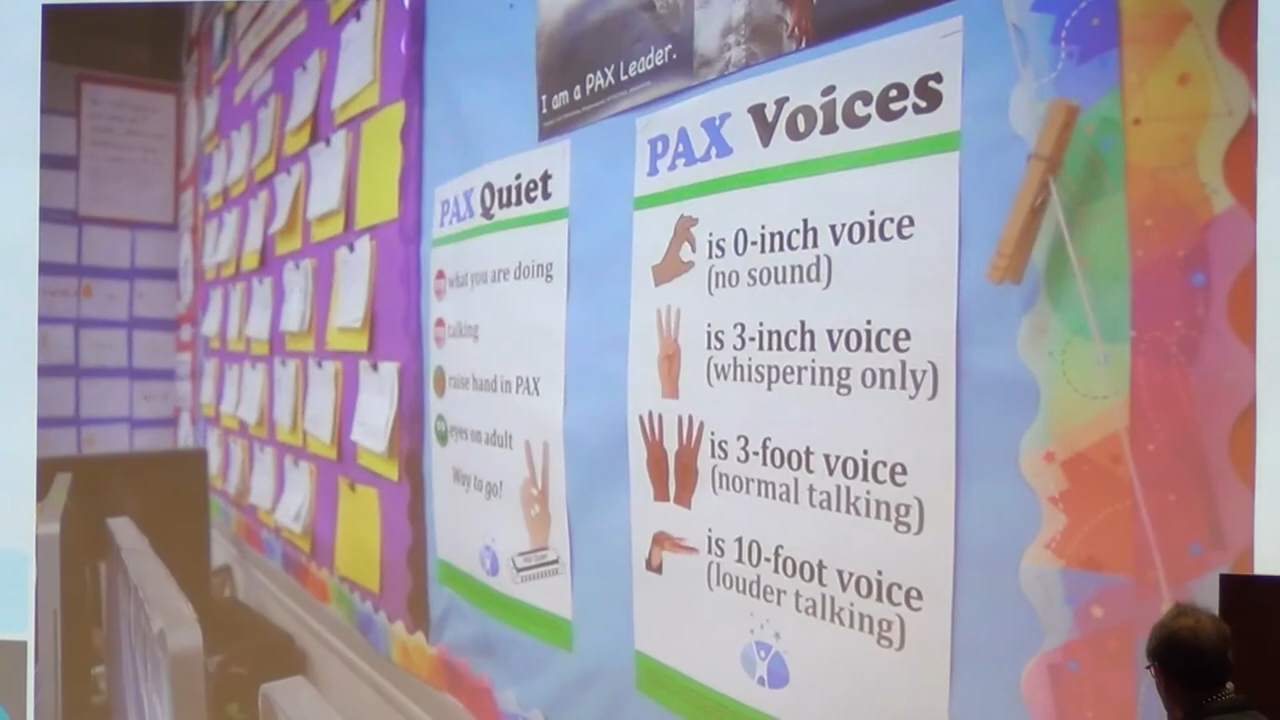 I am a PAX Leader.
PAX Quiet
what you are doing
talking
raise hand in PAX
eyes on adult
Way to go!
PAX Voices
is 0-inch voice
(no sound)
is 3-inch voice
(whispering only)
is 3-foot voice
(normal talking)
is 10-foot voice
(louder talking)